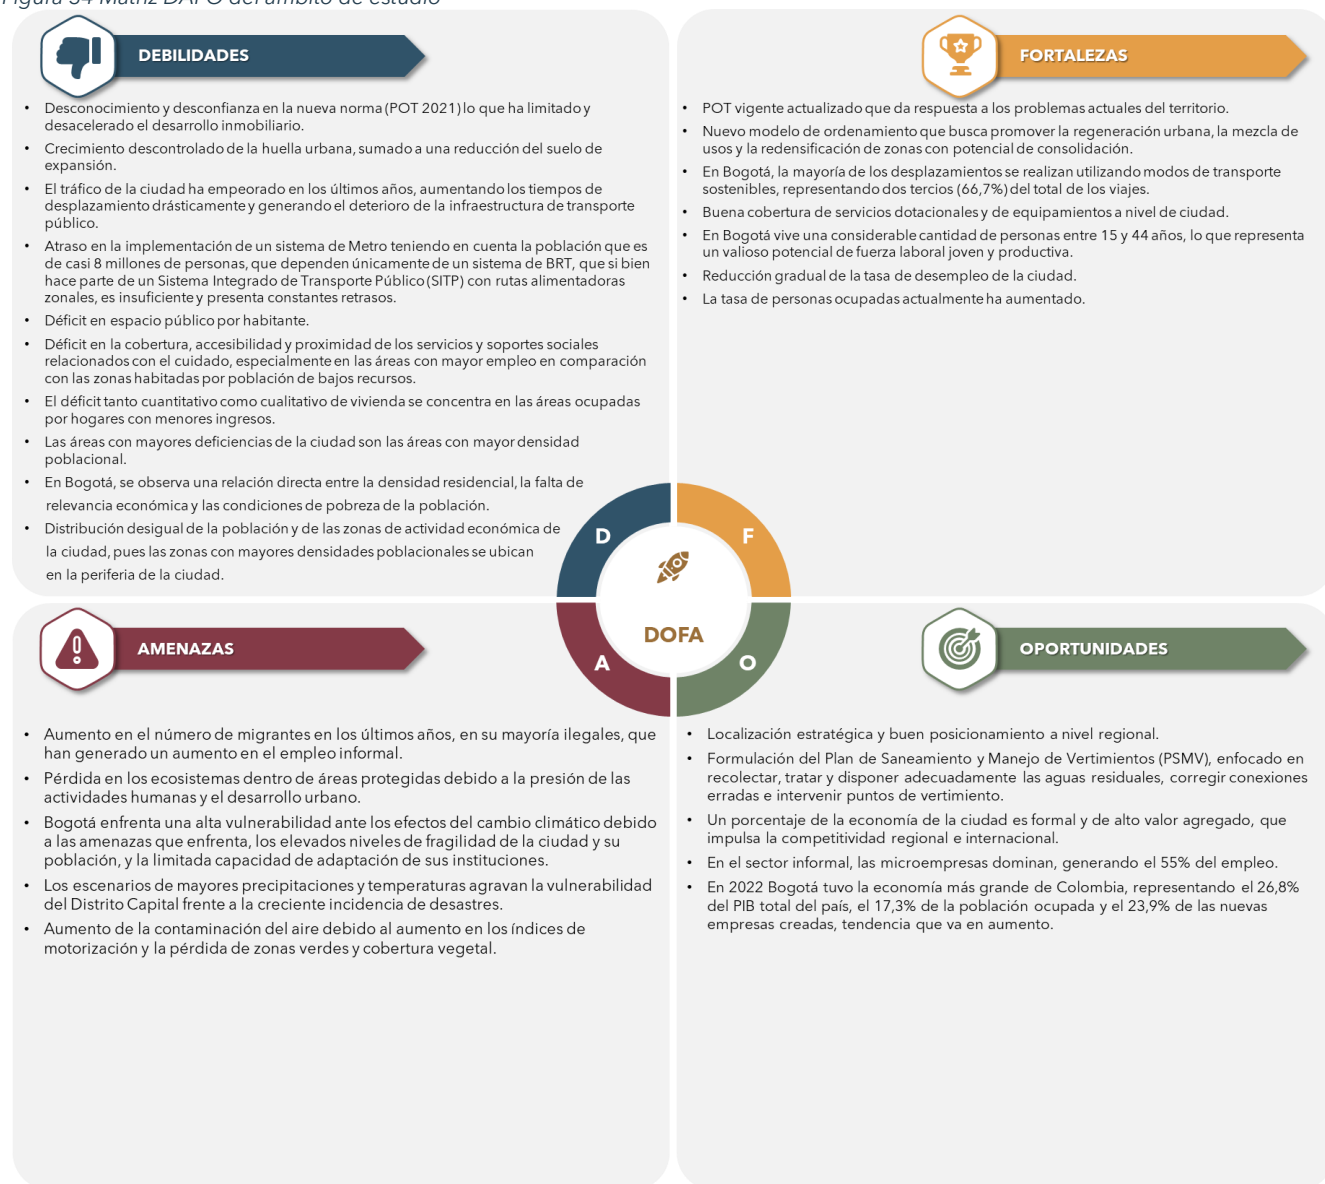 Figura 34 Matriz DAFO del ámbito de estudio
DEBILIDADES
• Desconocimiento y desconfianza en la nueva norma (POT 2021) lo que ha limitado y
desacelerado el desarrollo inmobiliario.
• Crecimiento descontrolado de la huella urbana, sumado a una reducción del suelo de
expansión.
• El tráfico de la ciudad ha empeorado en los últimos años, aumentando los tiempos de
desplazamiento drásticamente y generando el deterioro de la infraestructura de transporte
público.
• Atraso en la implementación de un sistema de Metro teniendo en cuenta la población que es
de casi 8 millones de personas, que dependen únicamente de un sistema de BRT, que si bien
hace parte de un Sistema Integrado de Transporte Público (SITP) con rutas alimentadoras
zonales, es insuficiente y presenta constantes retrasos.
• Déficit en espacio público por habitante.
• Déficit en la cobertura, accesibilidad y proximidad de los servicios y soportes sociales
relacionados con el cuidado, especialmente en las áreas con mayor empleo en comparación
con las zonas habitadas por población de bajos recursos.
• El déficit tanto cuantitativo como cualitativo de vivienda se concentra en las áreas ocupadas
por hogares con menores ingresos.
• Las áreas con mayores deficiencias de la ciudad son las áreas con mayor densidad
poblacional.
• En Bogotá, se observa una relación directa entre la densidad residencial, la falta de
relevancia económica y las condiciones de pobreza de la población.
• Distribución desigual de la población y de las zonas de actividad económica de
la ciudad, pues las zonas con mayores densidades poblacionales se ubican
en la periferia de la ciudad.
FORTALEZAS
• POT vigente actualizado que da respuesta a los problemas actuales del territorio.
• Nuevo modelo de ordenamiento que busca promover la regeneración urbana, la mezcla de
usos y la redensificación de zonas con potencial de consolidación.
• En Bogotá, la mayoría de los desplazamientos se realizan utilizando modos de transporte
sostenibles, representando dos tercios (66,7%) del total de los viajes.
• Buena cobertura de servicios dotacionales y de equipamientos a nivel de ciudad.
• En Bogotá vive una considerable cantidad de personas entre 15 y 44 años, lo que representa
un valioso potencial de fuerza laboral joven y productiva.
• Reducción gradual de la tasa de desempleo de la ciudad.
• La tasa de personas ocupadas actualmente ha aumentado.
D
F
DOFA
A
O
AMENAZAS
• Aumento en el número de migrantes en los últimos años, en su mayoría ilegales, que
han generado un aumento en el empleo informal.
• Pérdida en los ecosistemas dentro de áreas protegidas debido a la presión de las
actividades humanas y el desarrollo urbano.
• Bogotá enfrenta una alta vulnerabilidad ante los efectos del cambio climático debido
a las amenazas que enfrenta, los elevados niveles de fragilidad de la ciudad y su
población, y la limitada capacidad de adaptación de sus instituciones.
• Los escenarios de mayores precipitaciones y temperaturas agravan la vulnerabilidad
del Distrito Capital frente a la creciente incidencia de desastres.
• Aumento de la contaminación del aire debido al aumento en los índices de
motorización y la pérdida de zonas verdes y cobertura vegetal.
OPORTUNIDADES
• Localización estratégica y buen posicionamiento a nivel regional.
• Formulación del Plan de Saneamiento y Manejo de Vertimientos (PSMV), enfocado en
recolectar, tratar y disponer adecuadamente las aguas residuales, corregir conexiones
erradas e intervenir puntos de vertimiento.
• Un porcentaje de la economía de la ciudad es formal y de alto valor agregado, que
impulsa la competitividad regional e internacional.
• En el sector informal, las microempresas dominan, generando el 55% del empleo.
• En 2022 Bogotá tuvo la economía más grande de Colombia, representando el 26,8%
del PIB total del país, el 17,3% de la población ocupada y el 23,9% de las nuevas
empresas creadas, tendencia que va en aumento.